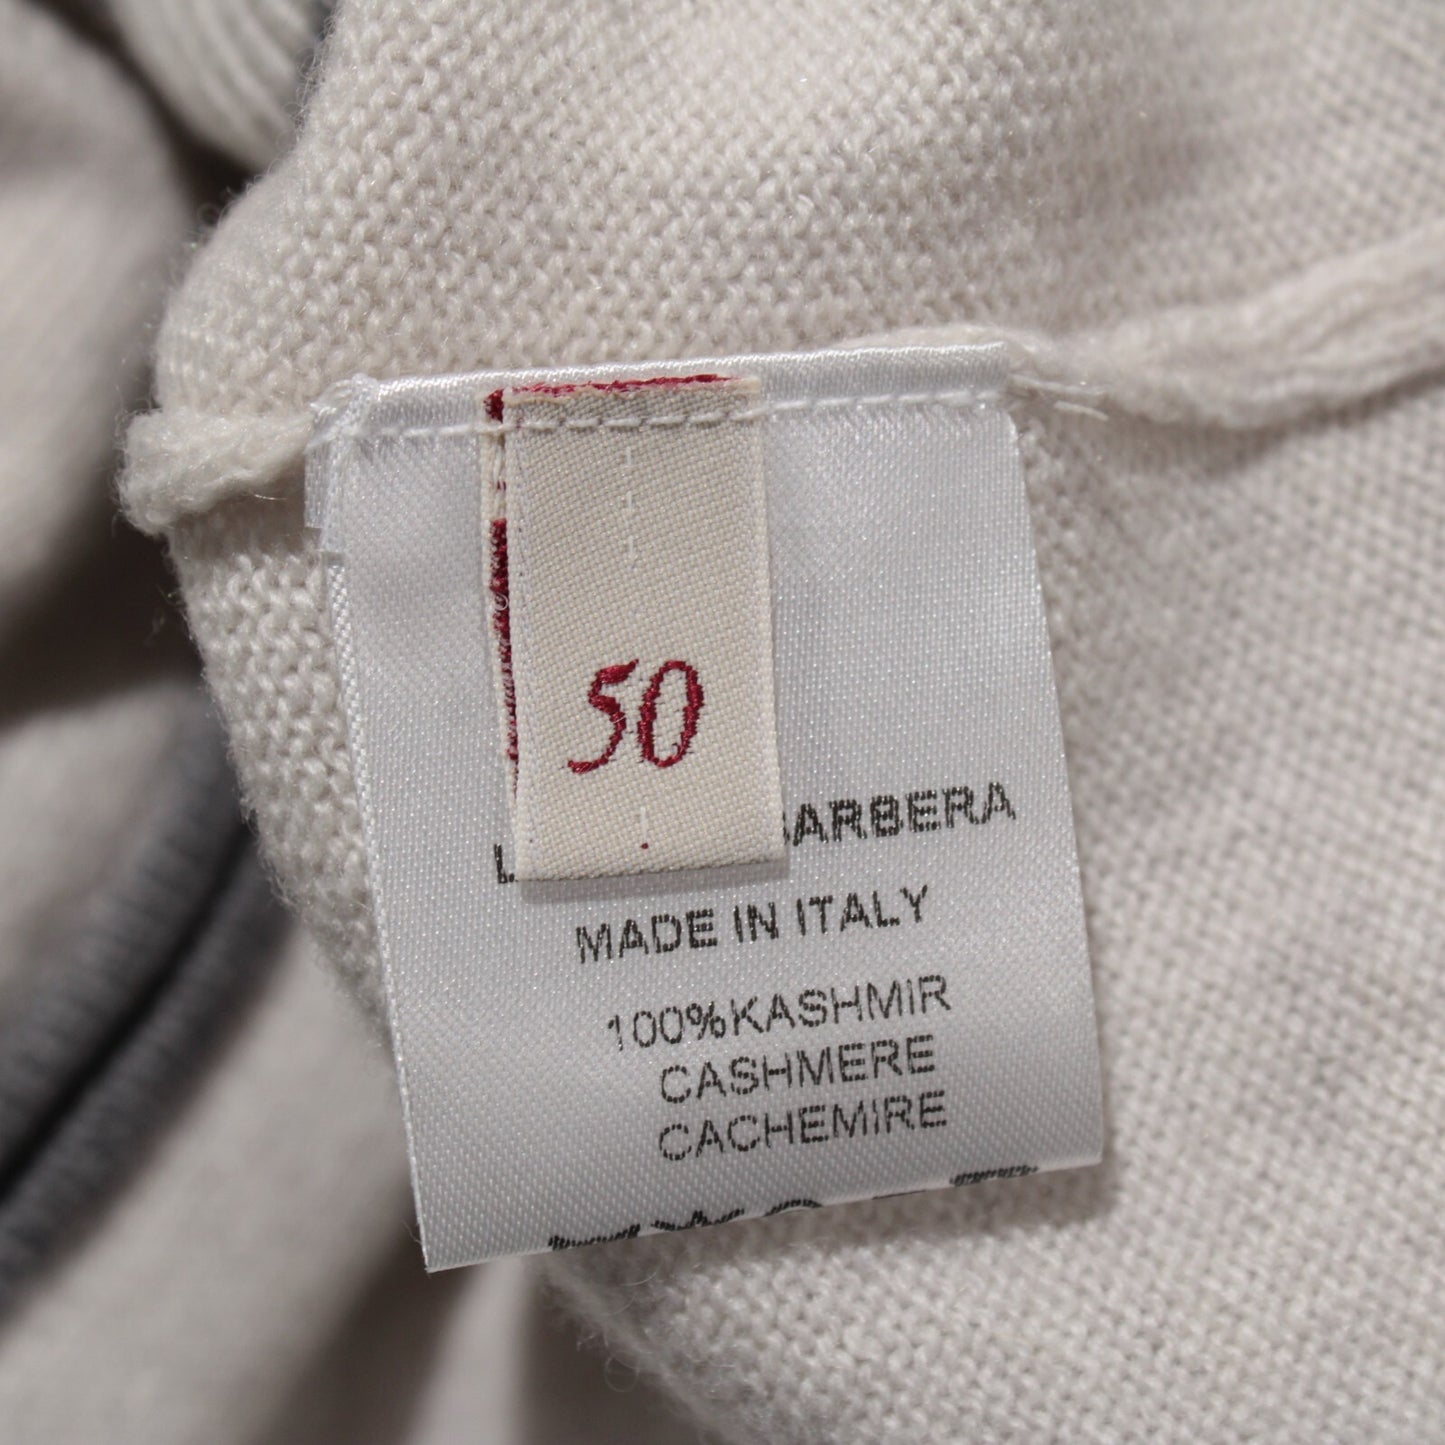 50
BARBERA
MADE IN ITALY
100%KASHMIR
CASHMERE
CACHEMIRE